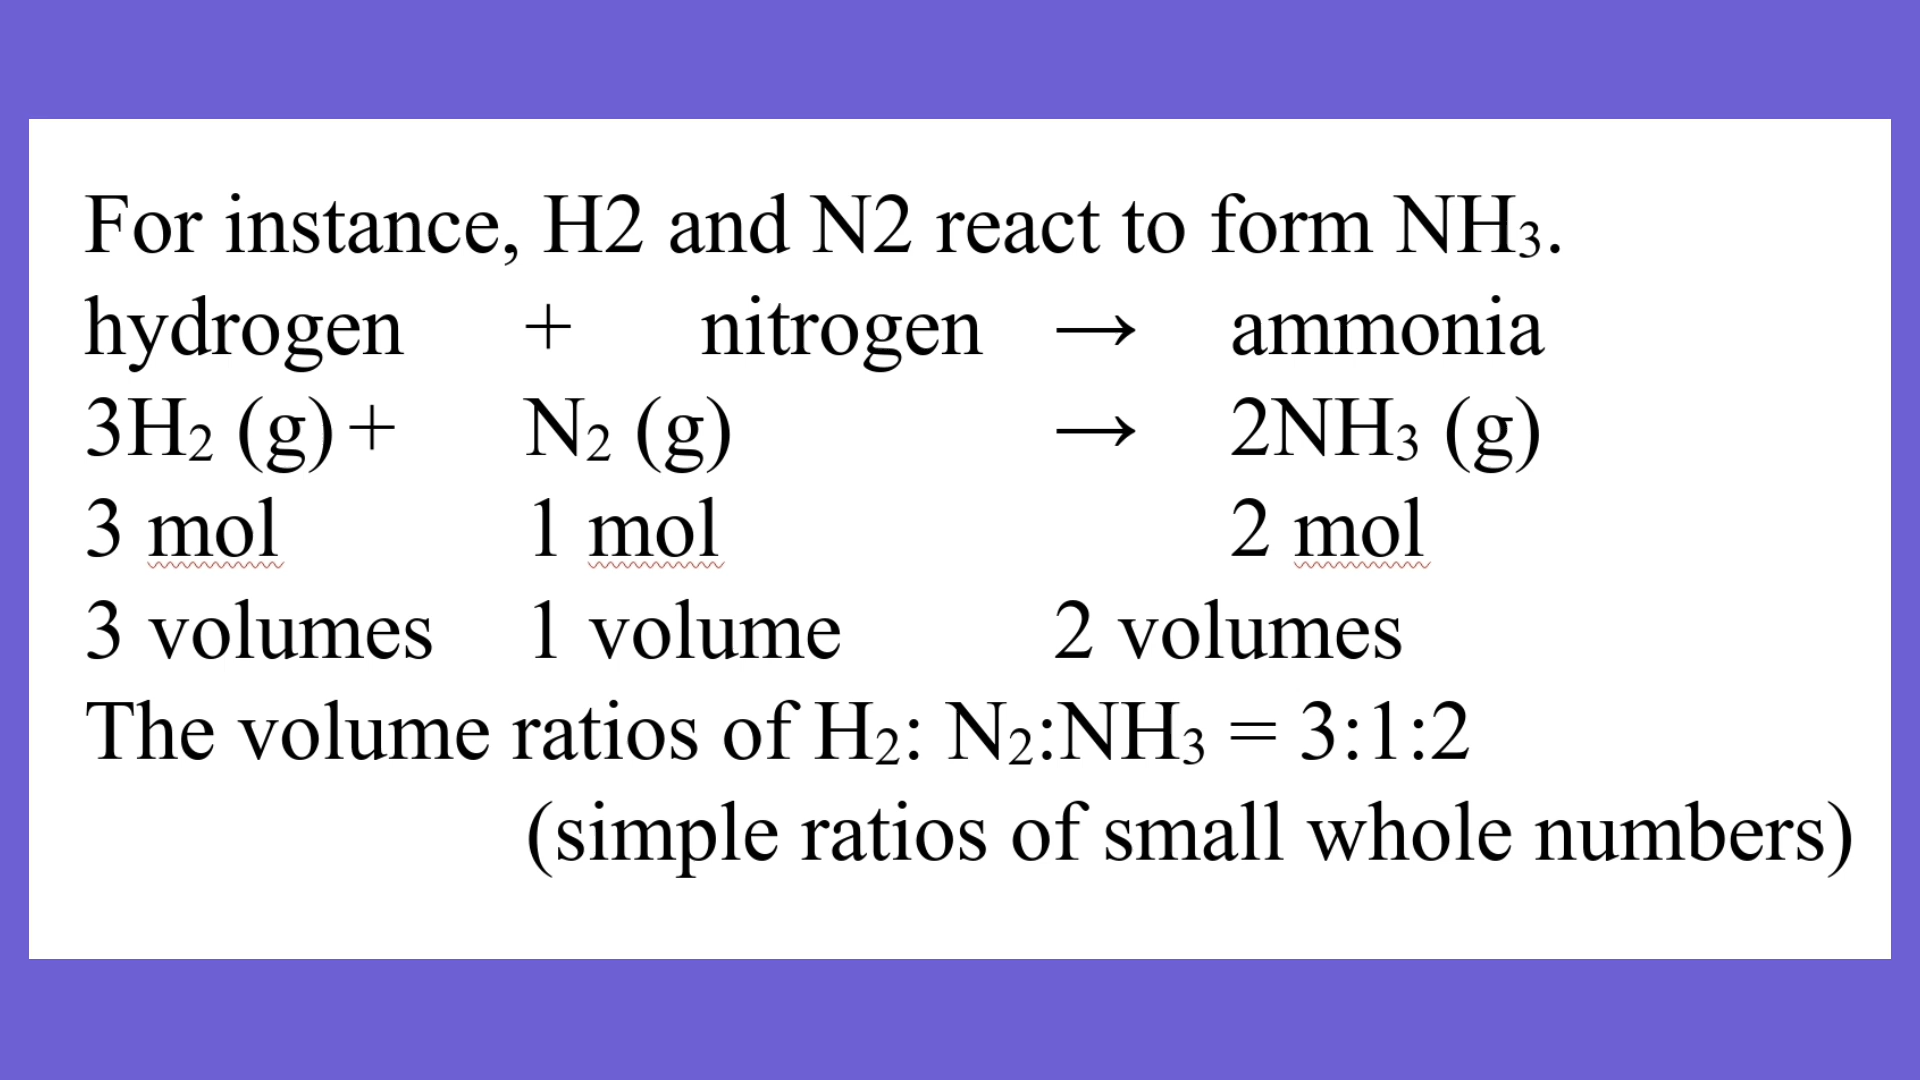 For instance, H2 and N2 react to form NH₃.
hydrogen + nitrogen → ammonia
3H₂ (g) + N₂ (g) → 2NH₃ (g)
3 mol 1 mol 2 mol
3 volumes 1 volume 2 volumes
The volume ratios of H₂: N₂:NH₃ = 3:1:2
(simple ratios of small whole numbers)